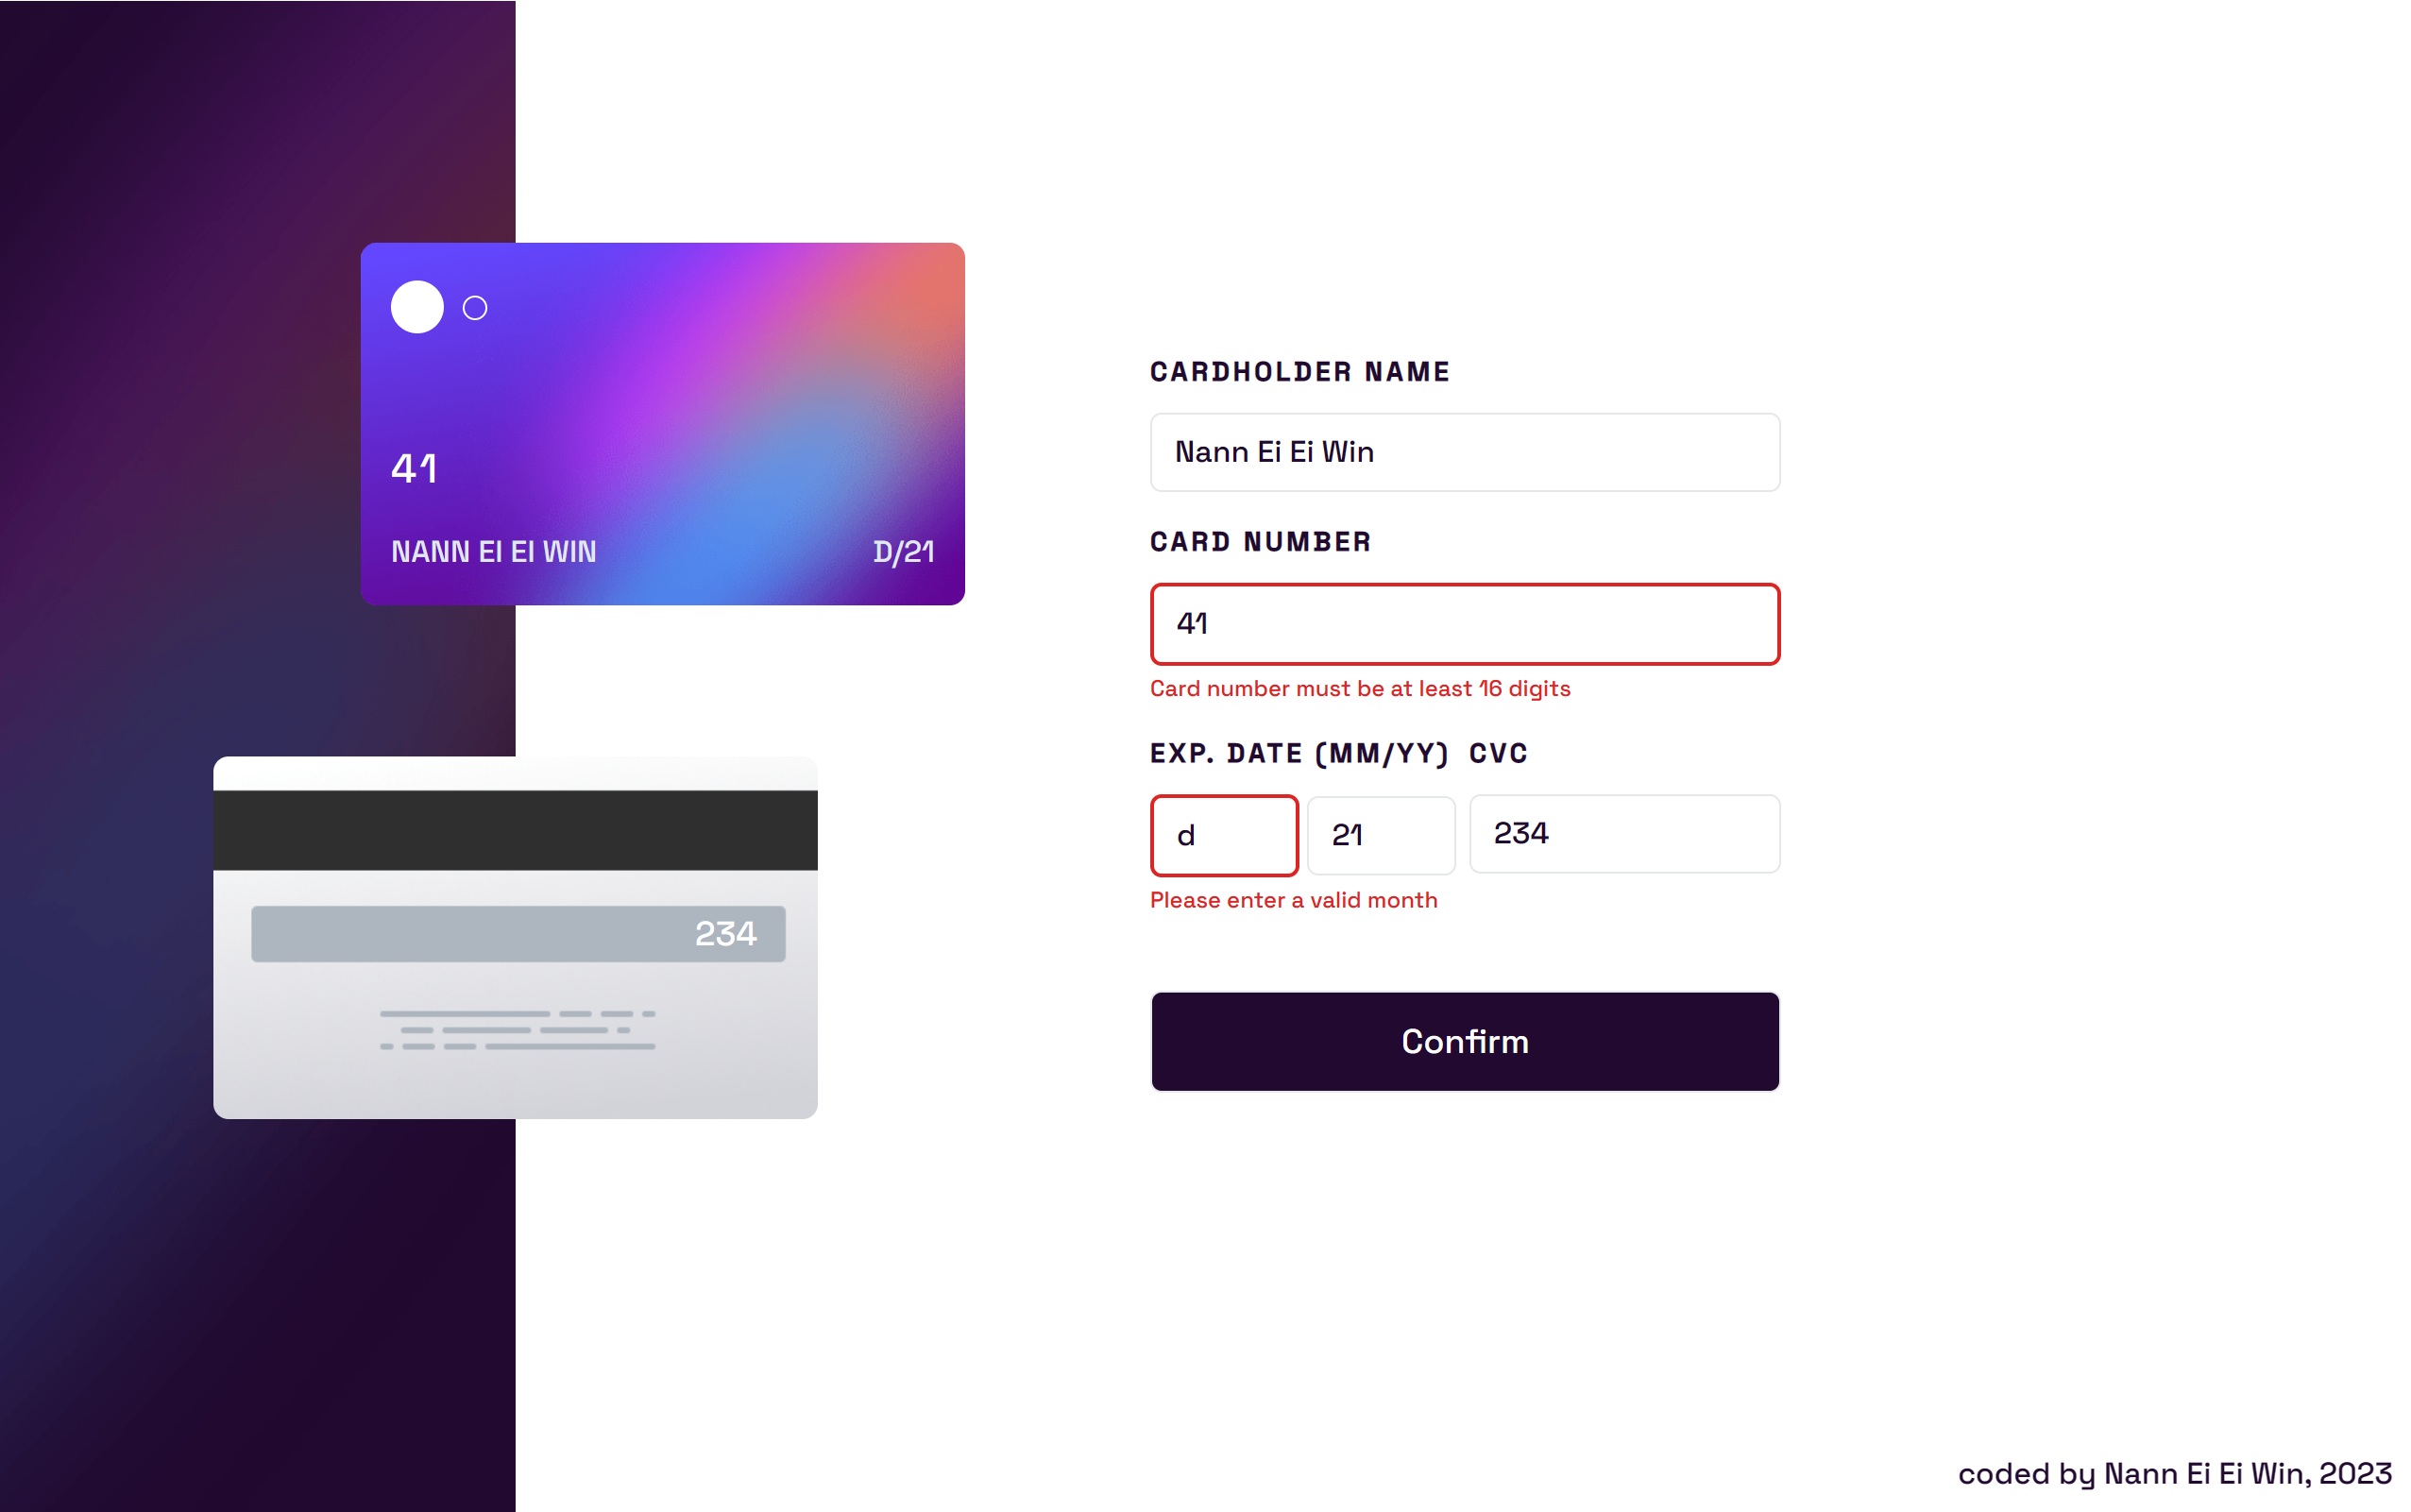 41
NANN EI EI WIN D/21
234
CARDHOLDER NAME
Nann Ei Ei Win
CARD NUMBER
41
Card number must be at least 16 digits
EXP. DATE (MM/YY) CVC
d 21 234
Please enter a valid month
Confirm
coded by Nann Ei Ei Win, 2023